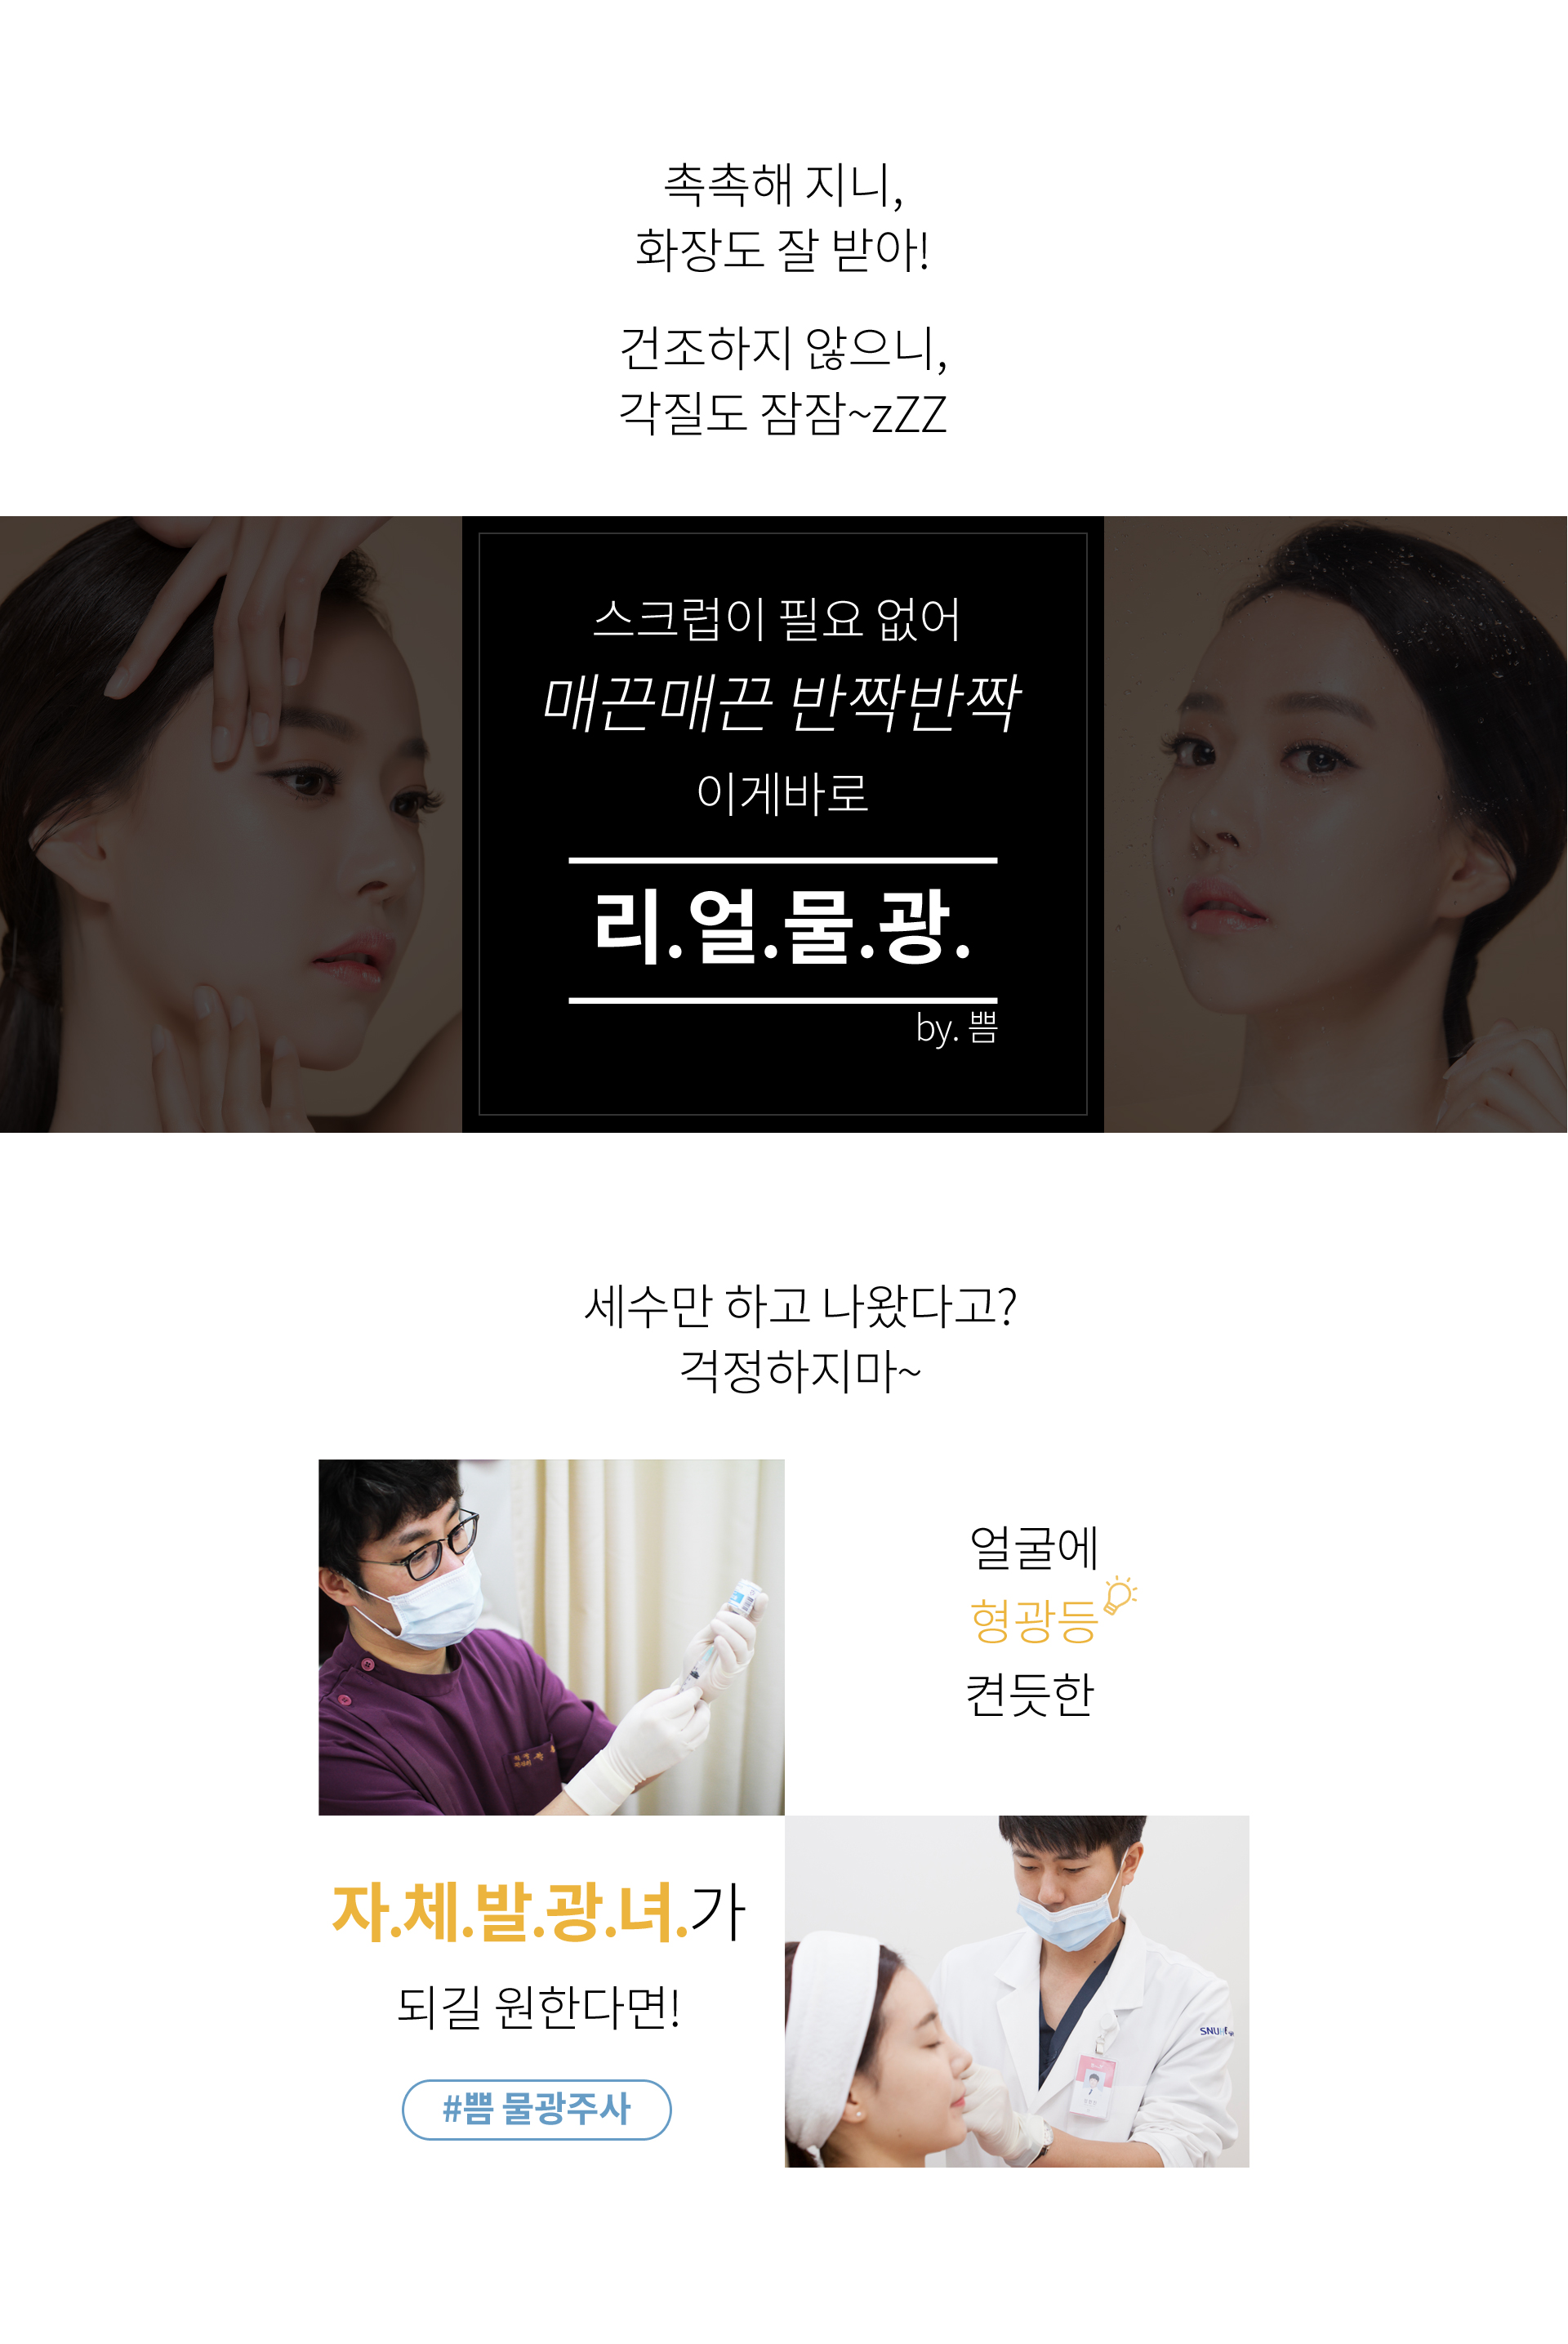 촉촉해 지니,
화장도 잘 받아!
건조하지 않으니,
각질도 잠잠~zZZ
스크럽이 필요 없어
매끈매끈 반짝반짝
이게바로
리.얼.물.광.
by. 쁨
세수만 하고 나왔다고?
걱정하지마~
얼굴에
형광등
켠듯한
자.체.발.광.녀.가
되길 원한다면!
#쁨 물광주사